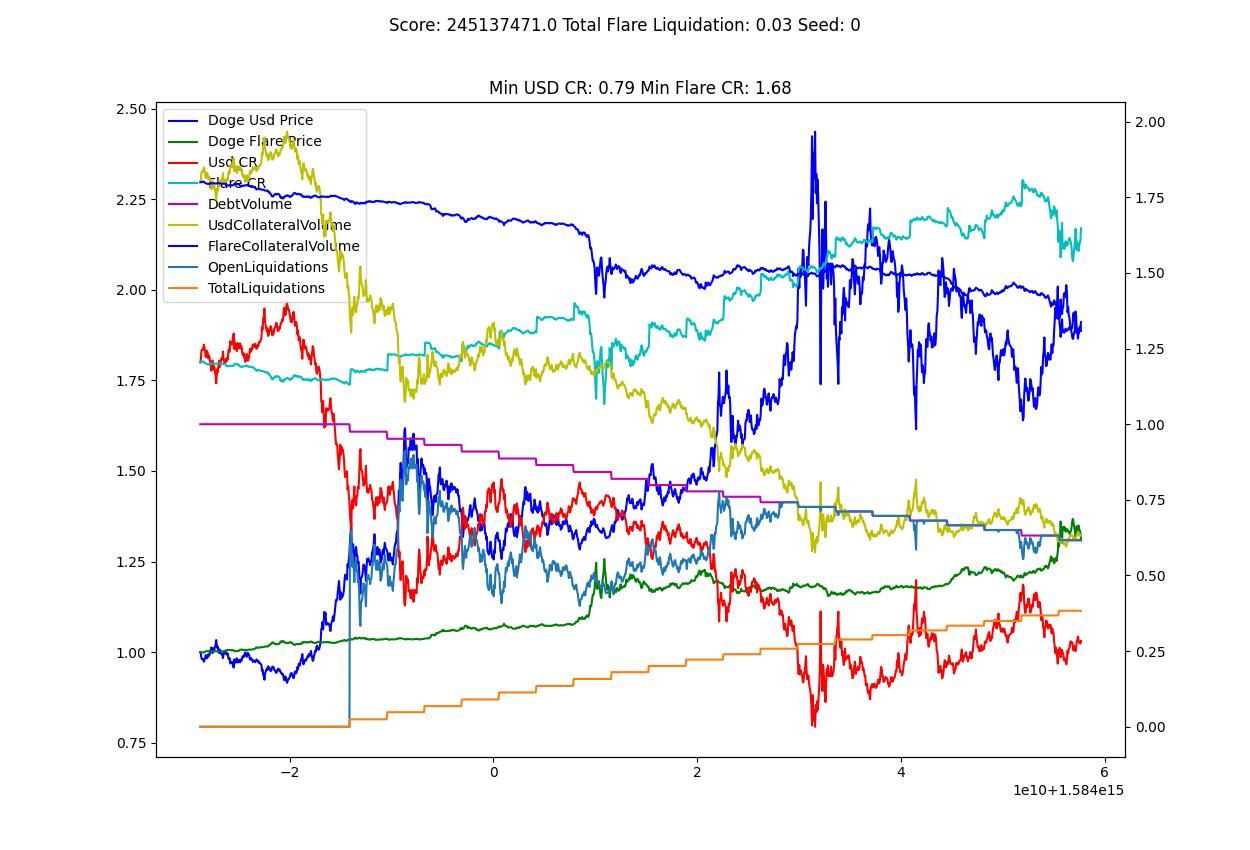 Score: 245137471.0 Total Flare Liquidation: 0.03 Seed: 0
Min USD CR: 0.79 Min Flare CR: 1.68
Doge Usd Price
Doge Flare Price
Usd CR
Flare CR
DebtVolume
UsdCollateralVolume
FlareCollateralVolume
OpenLiquidations
TotalLiquidations
2.50
2.25
2.00
1.75
1.50
1.25
1.00
0.75
2.00
1.75
1.50
1.25
1.00
0.75
0.50
0.25
0.00
−2 0 2 4 6
1e10+1.584e15